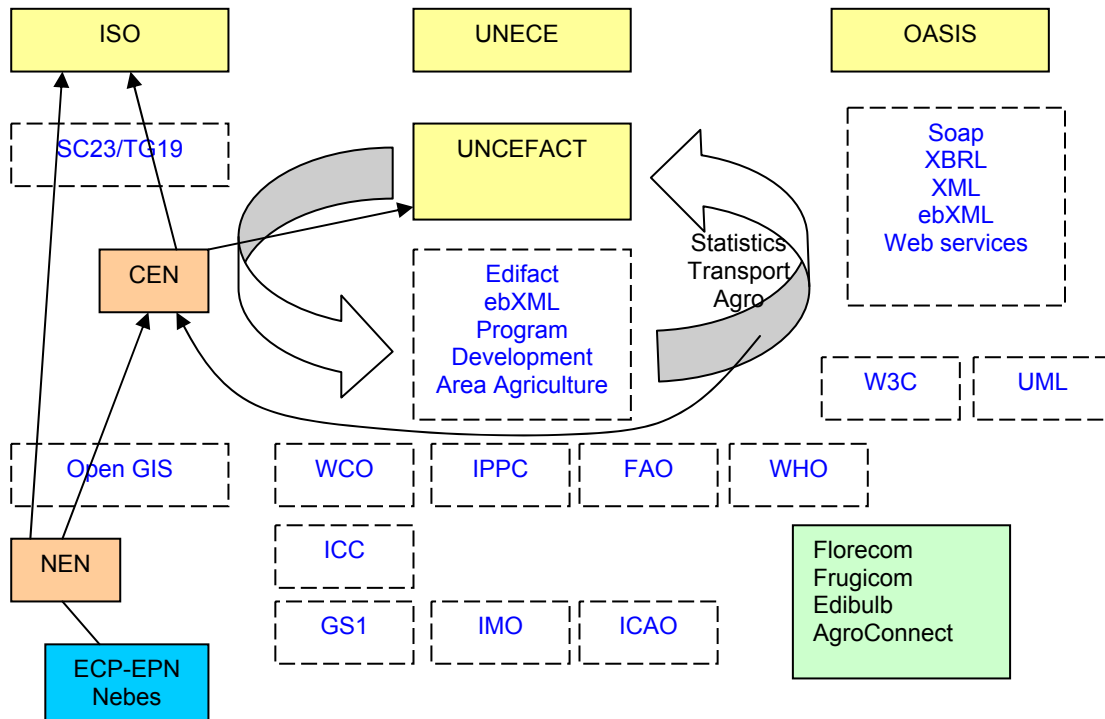 ISO
UNECE
OASIS
SC23/TG19
UNCEFACT
Soap
XBRL
XML
ebXML
Web services
CEN
Edifact
ebXML
Program
Development
Area Agriculture
Statistics
Transport
Agro
W3C
UML
Open GIS
WCO
IPPC
FAO
WHO
NEN
ICC
Florecom
Frugicom
Edibulb
AgroConnect
GS1
IMO
ICAO
ECP-EPN
Nebes